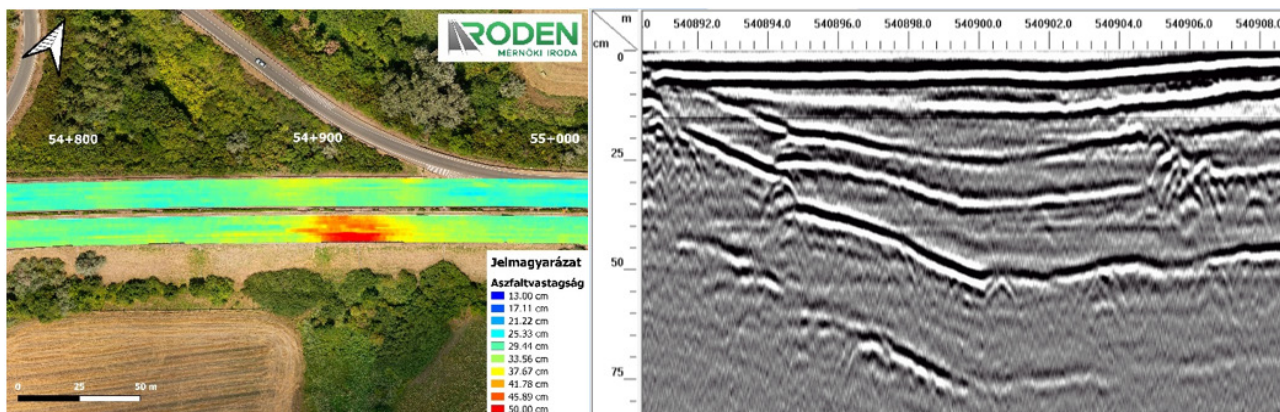 RODEN
MÉRNÖKI IRODA
54+800
54+900
55+000
Jelmagyarázat
Aszfaltvastagság
13.00 cm
17.11 cm
21.22 cm
25.33 cm
29.44 cm
33.56 cm
37.67 cm
41.78 cm
45.89 cm
50.00 cm
0 25 50 m
m
cm
0 540892.0 540894.0 540896.0 540898.0 540900.0 540902.0 540904.0 540906.0 540908.0
0
25
50
75